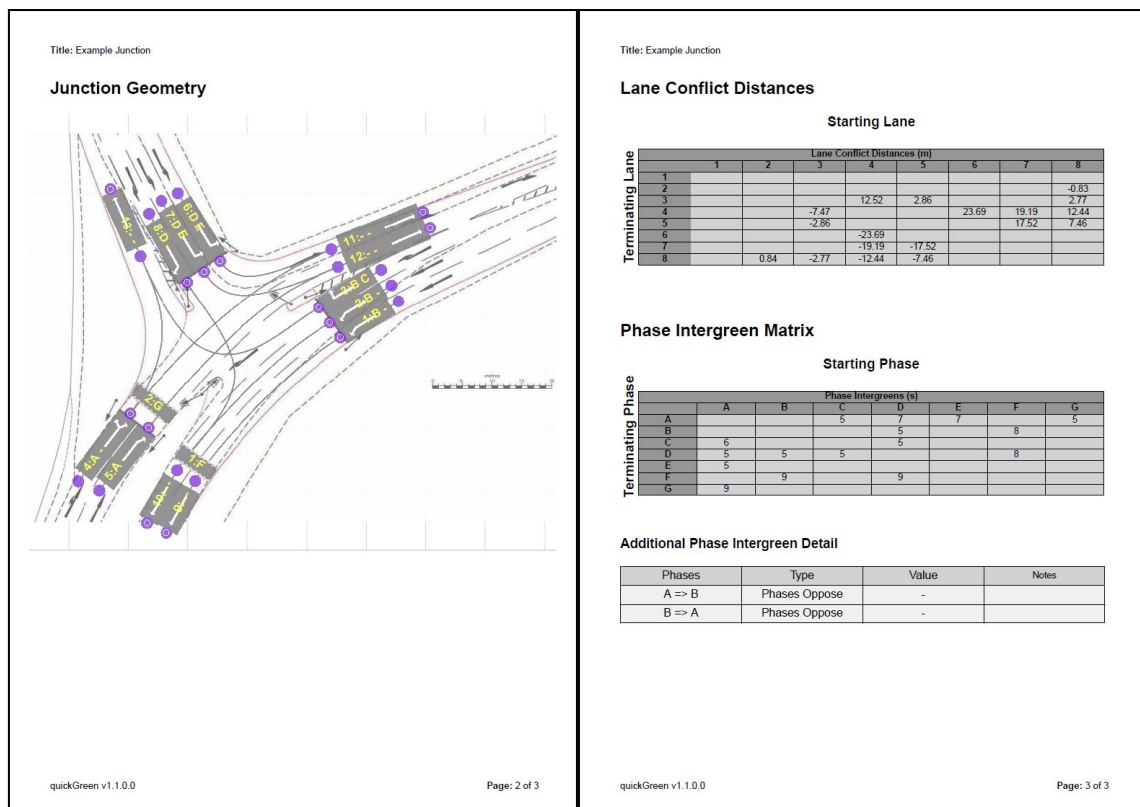 Title: Example Junction
Junction Geometry
13:- -
8:D
7:D E
6:D E
11:- -
12:- -
3:B C
2:B -
1:B -
metres
2:G
4:A -
5:A
1:F
10:- -
9:- -
quickGreen v1.1.0.0
Page: 2 of 3
Title: Example Junction
Lane Conflict Distances
Starting Lane
Terminating Lane
Lane Conflict Distances (m)
1 2 3 4 5 6 7 8
1
2 -0.83
3 12.52 2.86 2.77
4 -7.47 23.69 19.19 12.44
5 -2.86 17.52 7.46
6 -23.69
7 -19.19 -17.52
8 0.84 -2.77 -12.44 -7.46
Phase Intergreen Matrix
Starting Phase
Terminating Phase
Phase Intergreens (s)
A B C D E F G
A 5 7 7 5
B 5 8
C 6 5
D 5 5 5 8
E 5
F 9 9
G 9
Additional Phase Intergreen Detail
Phases Type Value Notes
A => B Phases Oppose -
B => A Phases Oppose -
quickGreen v1.1.0.0
Page: 3 of 3